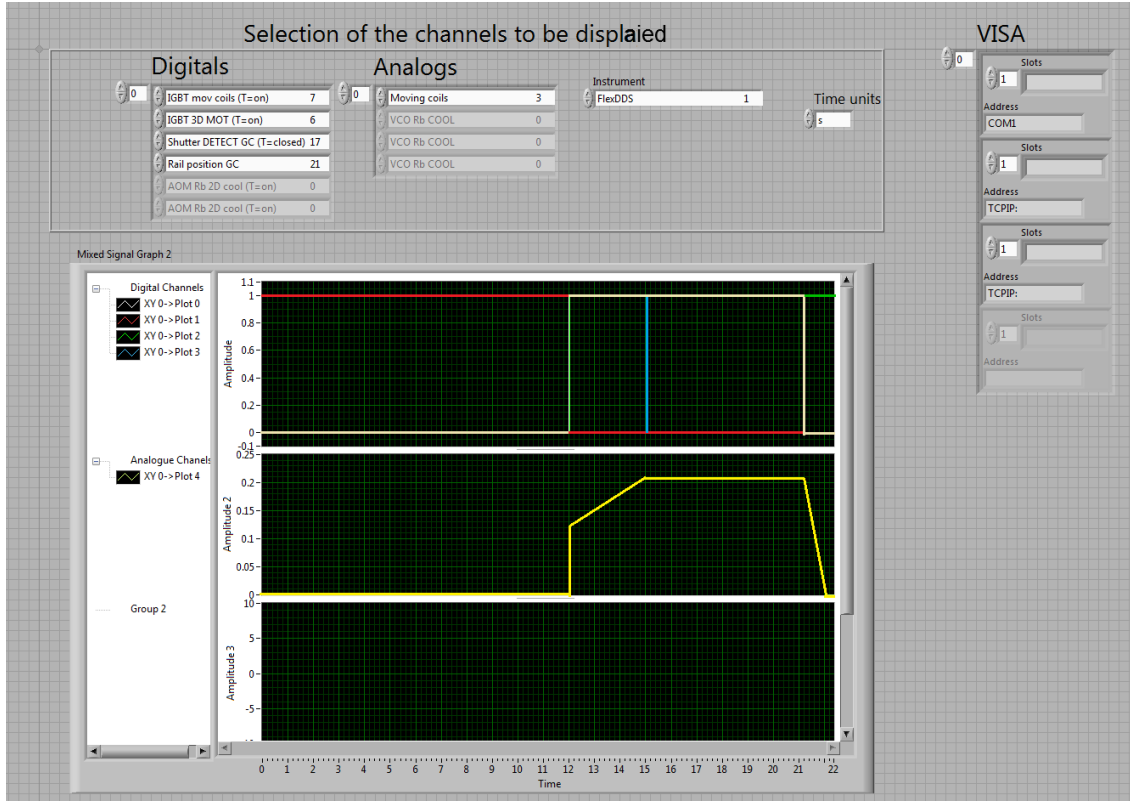 Selection of the channels to be displaied
VISA
Digitals
Analogs
0
0
Instrument
Time units
IGBT mov coils (T=on) 7
IGBT 3D MOT (T=on) 6
Shutter DETECT GC (T=closed) 17
Rail position GC 21
AOM Rb 2D cool (T=on) 0
AOM Rb 2D cool (T=on) 0
Moving coils 3
VCO Rb COOL 0
VCO Rb COOL 0
VCO Rb COOL 0
FlexDDS 1
s
0
Slots
1
Address
COM1
Slots
1
Address
TCPIP:
Slots
1
Address
TCPIP:
Slots
1
Address
Mixed Signal Graph 2
Digital Channels
XY 0->Plot 0
XY 0->Plot 1
XY 0->Plot 2
XY 0->Plot 3
Analogue Chanels
XY 0->Plot 4
Group 2
Amplitude
1.1
1
0.8
0.6
0.4
0.2
0
-0.1
Amplitude 2
0.25
0.2
0.15
0.1
0.05
0
Amplitude 3
10
5
0
-5
0 1 2 3 4 5 6 7 8 9 10 11 12 13 14 15 16 17 18 19 20 21 22
Time